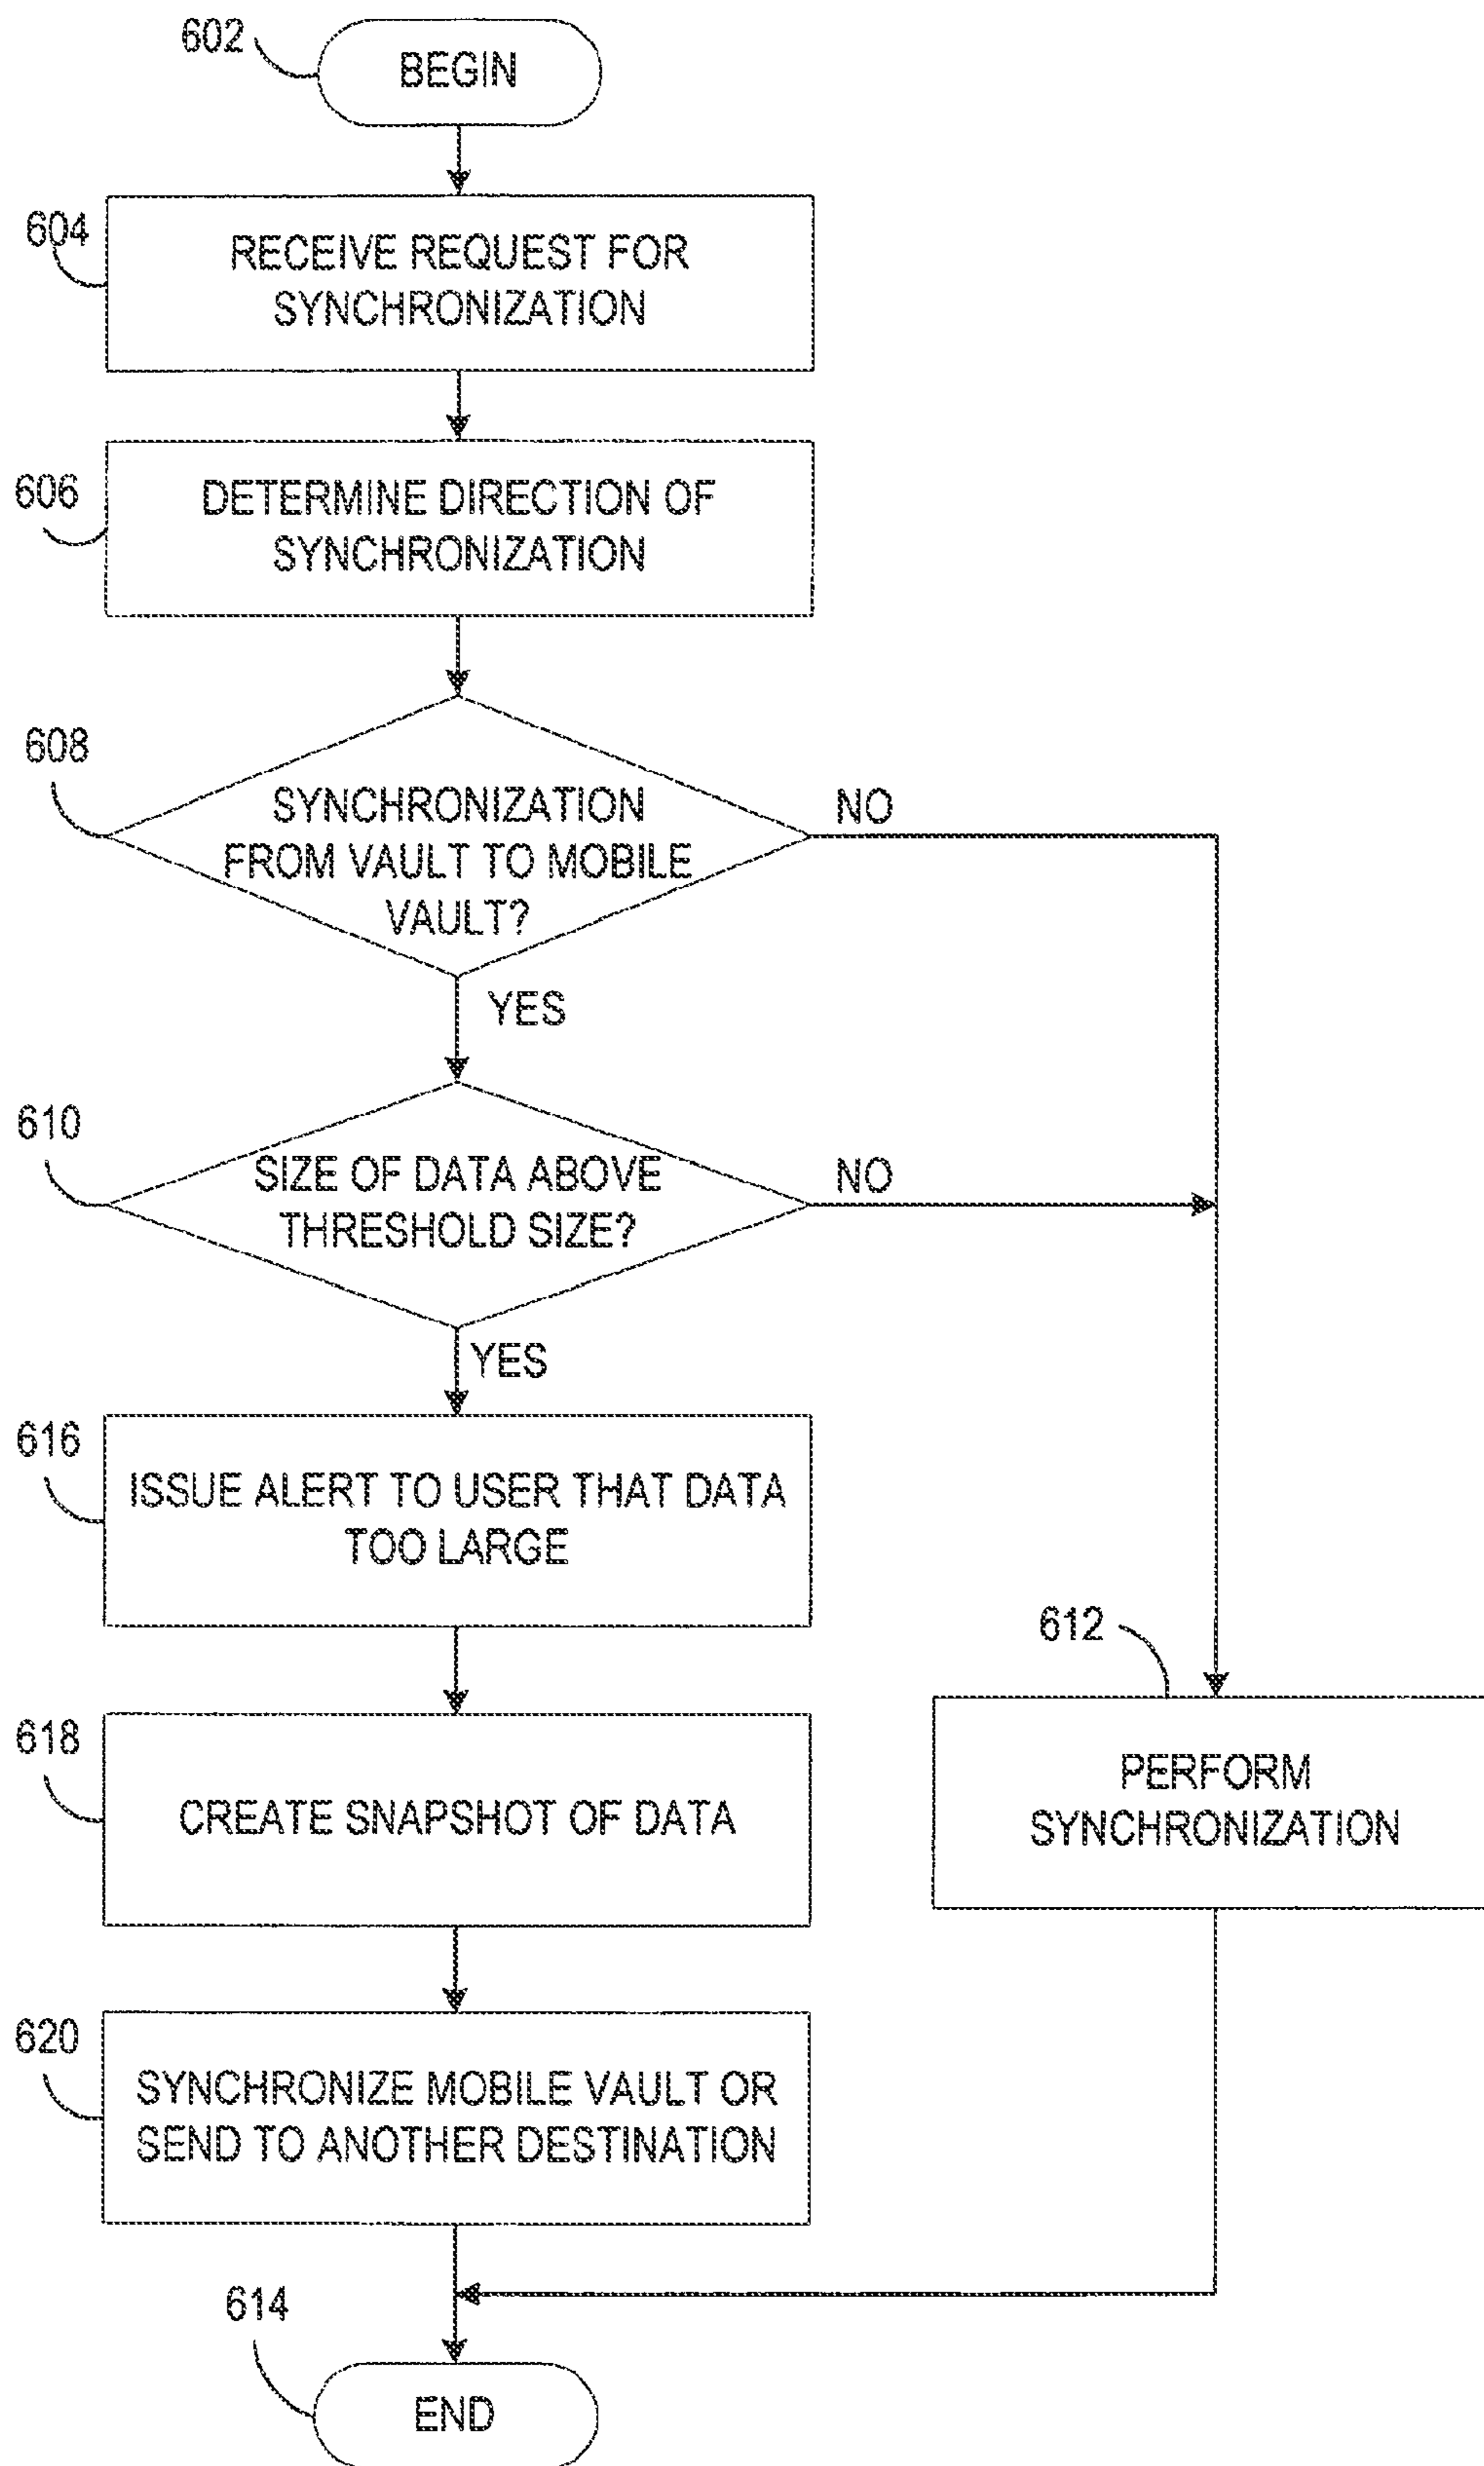 602
BEGIN
604
RECEIVE REQUEST FOR
SYNCHRONIZATION
606
DETERMINE DIRECTION OF
SYNCHRONIZATION
608
SYNCHRONIZATION
FROM VAULT TO MOBILE
VAULT?
NO
YES
610
SIZE OF DATA ABOVE
THRESHOLD SIZE?
NO
YES
616
ISSUE ALERT TO USER THAT DATA
TOO LARGE
612
PERFORM
SYNCHRONIZATION
618
CREATE SNAPSHOT OF DATA
620
SYNCHRONIZE MOBILE VAULT OR
SEND TO ANOTHER DESTINATION
614
END